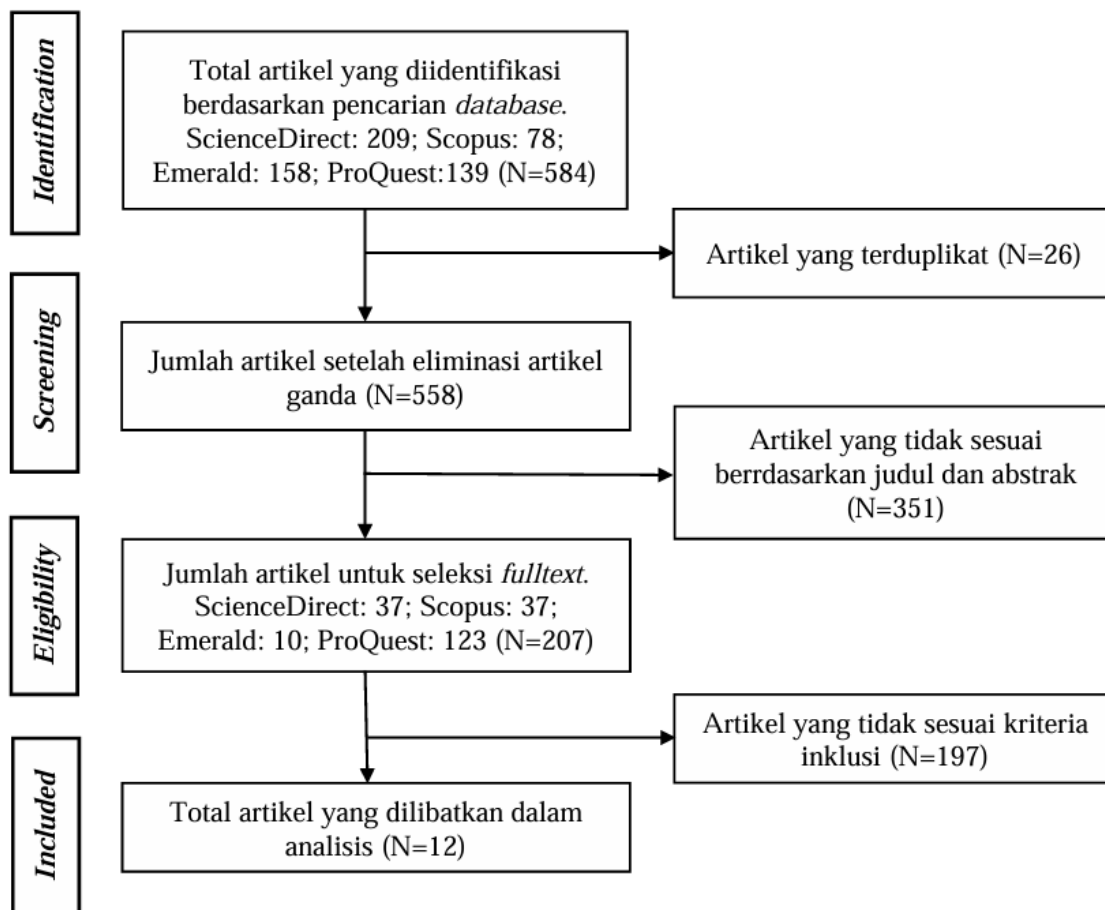 Identification
Total artikel yang diidentifikasi
berdasarkan pencarian database.
ScienceDirect: 209; Scopus: 78;
Emerald: 158; ProQuest:139 (N=584)
Artikel yang terduplikat (N=26)
Screening
Jumlah artikel setelah eliminasi artikel
ganda (N=558)
Artikel yang tidak sesuai
berrdasarkan judul dan abstrak
(N=351)
Eligibility
Jumlah artikel untuk seleksi fulltext.
ScienceDirect: 37; Scopus: 37;
Emerald: 10; ProQuest: 123 (N=207)
Artikel yang tidak sesuai kriteria
inklusi (N=197)
Included
Total artikel yang dilibatkan dalam
analisis (N=12)